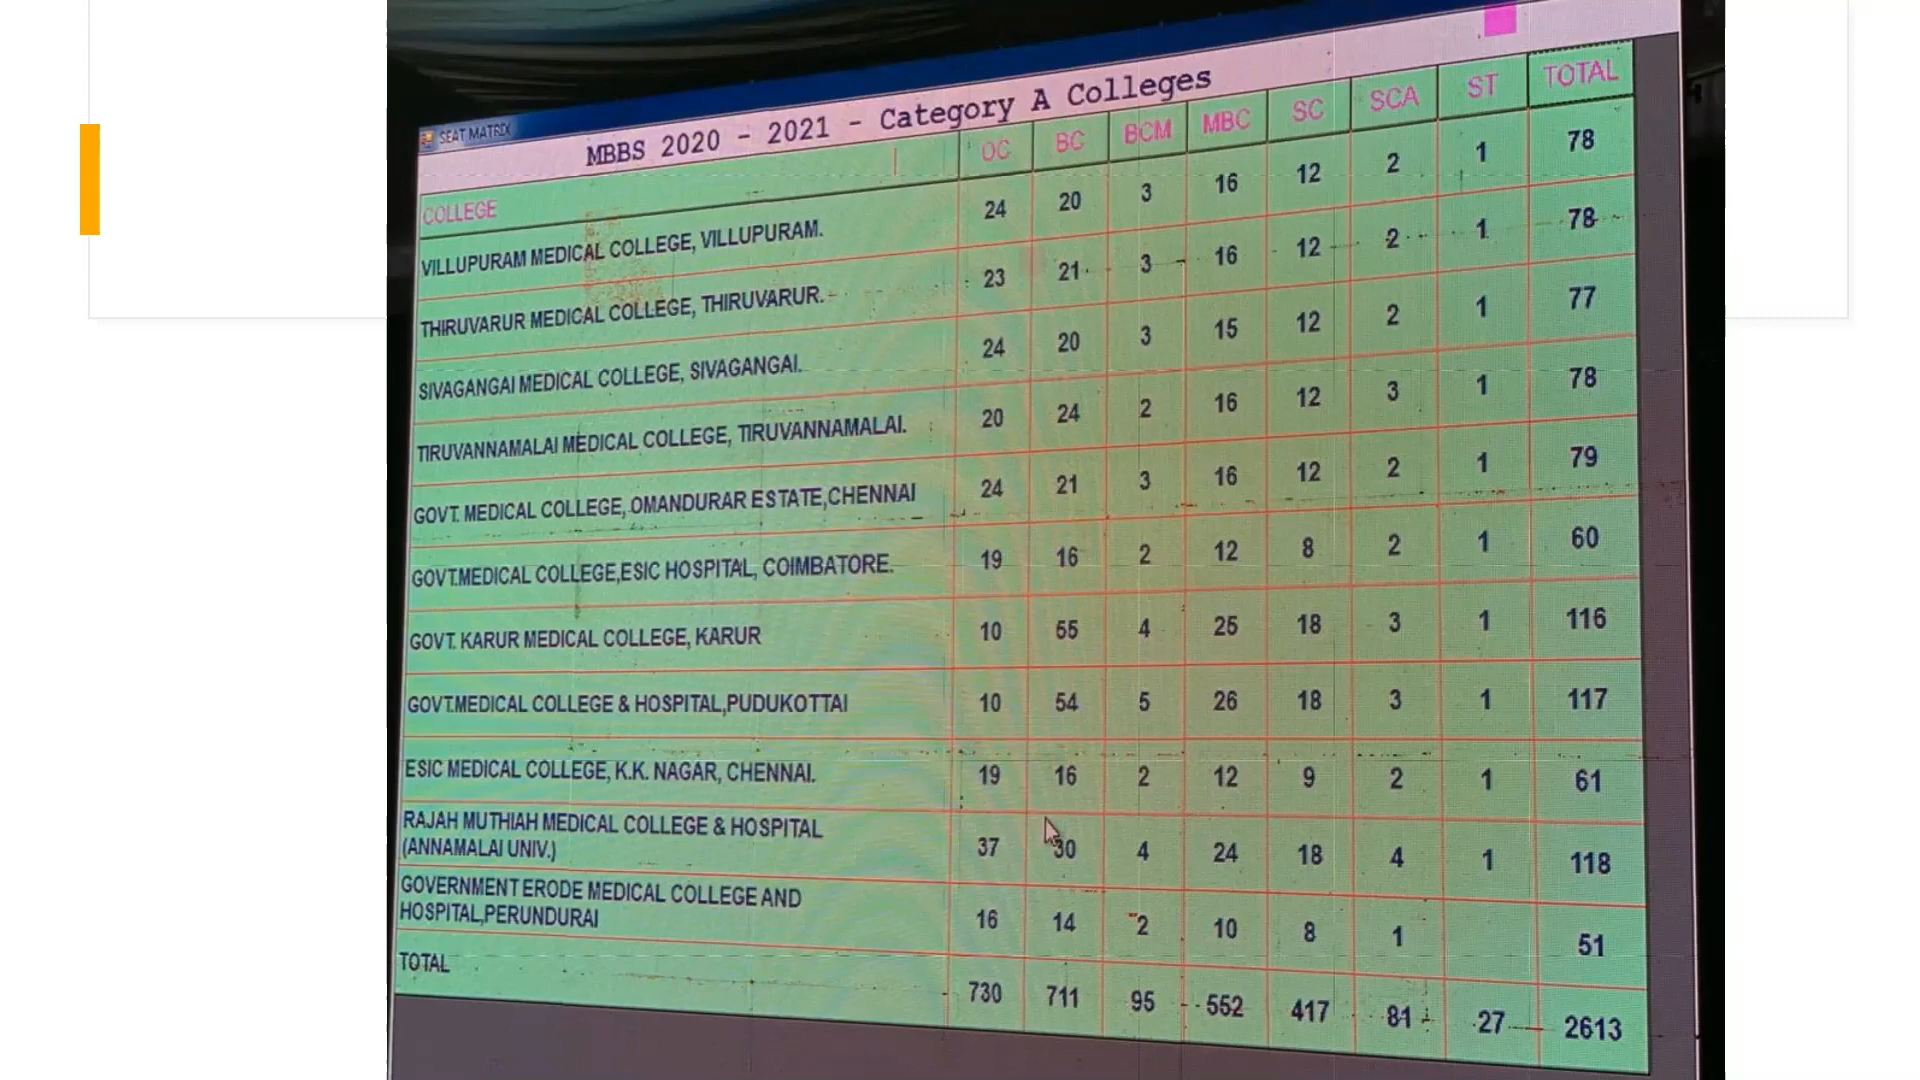 SEAT MATRIX
MBBS 2020 - 2021 - Category A Colleges
COLLEGE OC BC BCM MBC SC SCA ST TOTAL
VILLUPURAM MEDICAL COLLEGE, VILLUPURAM. 24 20 3 16 12 2 1 78
THIRUVARUR MEDICAL COLLEGE, THIRUVARUR. 23 21 3 16 12 2 1 78
SIVAGANGAI MEDICAL COLLEGE, SIVAGANGAI. 24 20 3 15 12 2 1 77
TIRUVANNAMALAI MEDICAL COLLEGE, TIRUVANNAMALAI. 20 24 2 16 12 3 1 78
GOVT. MEDICAL COLLEGE, OMANDURAR ESTATE,CHENNAI 24 21 3 16 12 2 1 79
GOVT.MEDICAL COLLEGE,ESIC HOSPITAL, COIMBATORE. 19 16 2 12 8 2 1 60
GOVT. KARUR MEDICAL COLLEGE, KARUR 10 55 4 25 18 3 1 116
GOVT.MEDICAL COLLEGE & HOSPITAL,PUDUKOTTAI 10 54 5 26 18 3 1 117
ESIC MEDICAL COLLEGE, K.K. NAGAR, CHENNAI. 19 16 2 12 9 2 1 61
RAJAH MUTHIAH MEDICAL COLLEGE & HOSPITAL
(ANNAMALAI UNIV.) 37 30 4 24 18 4 1 118
GOVERNMENT ERODE MEDICAL COLLEGE AND
HOSPITAL,PERUNDURAI 16 14 2 10 8 1 51
TOTAL 730 711 95 552 417 81 27 2613